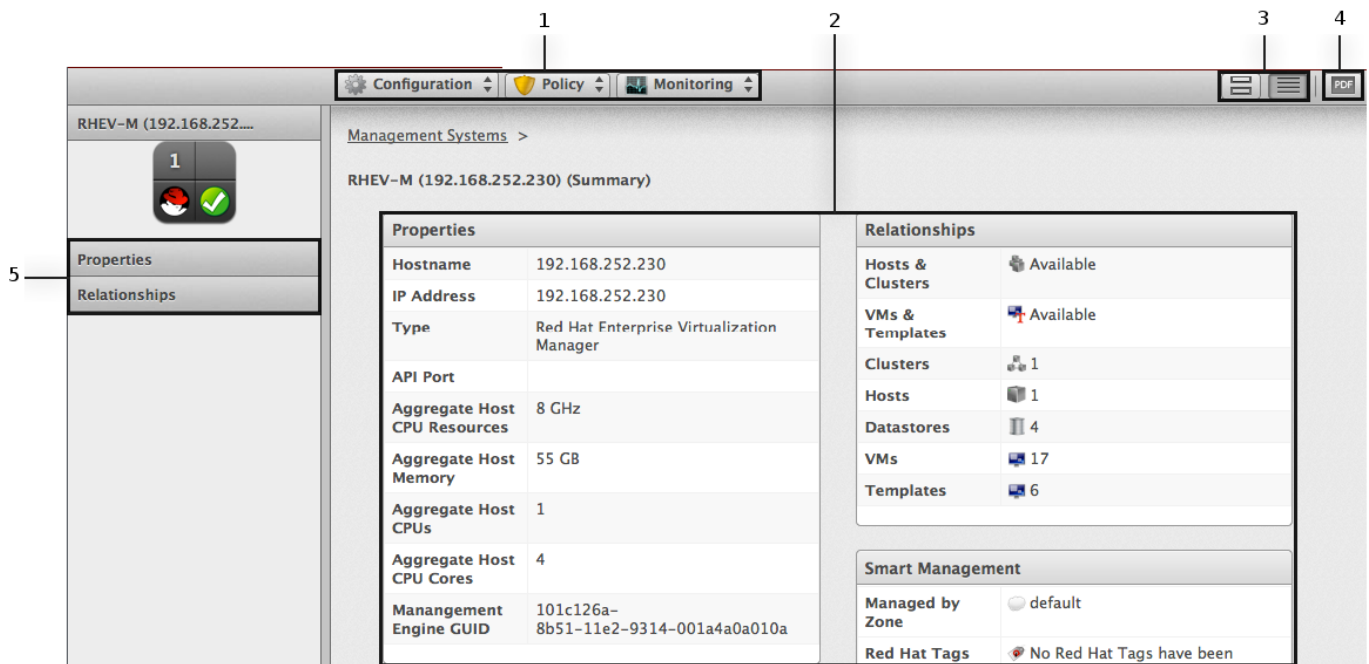 1
2
3
4
Configuration
Policy
Monitoring
PDF
RHEV-M (192.168.252....
1
Properties
Relationships
5
Management Systems >
RHEV-M (192.168.252.230) (Summary)
Properties
Hostname 192.168.252.230
IP Address 192.168.252.230
Type Red Hat Enterprise Virtualization
Manager
API Port
Aggregate Host 8 GHz
CPU Resources
Aggregate Host 55 GB
Memory
Aggregate Host 1
CPUs
Aggregate Host 4
CPU Cores
Manangement 101c126a-
Engine GUID 8b51-11e2-9314-001a4a0a010a
Relationships
Hosts & Available
Clusters
VMs & Available
Templates
Clusters 1
Hosts 1
Datastores 4
VMs 17
Templates 6
Smart Management
Managed by default
Zone
Red Hat Tags No Red Hat Tags have been